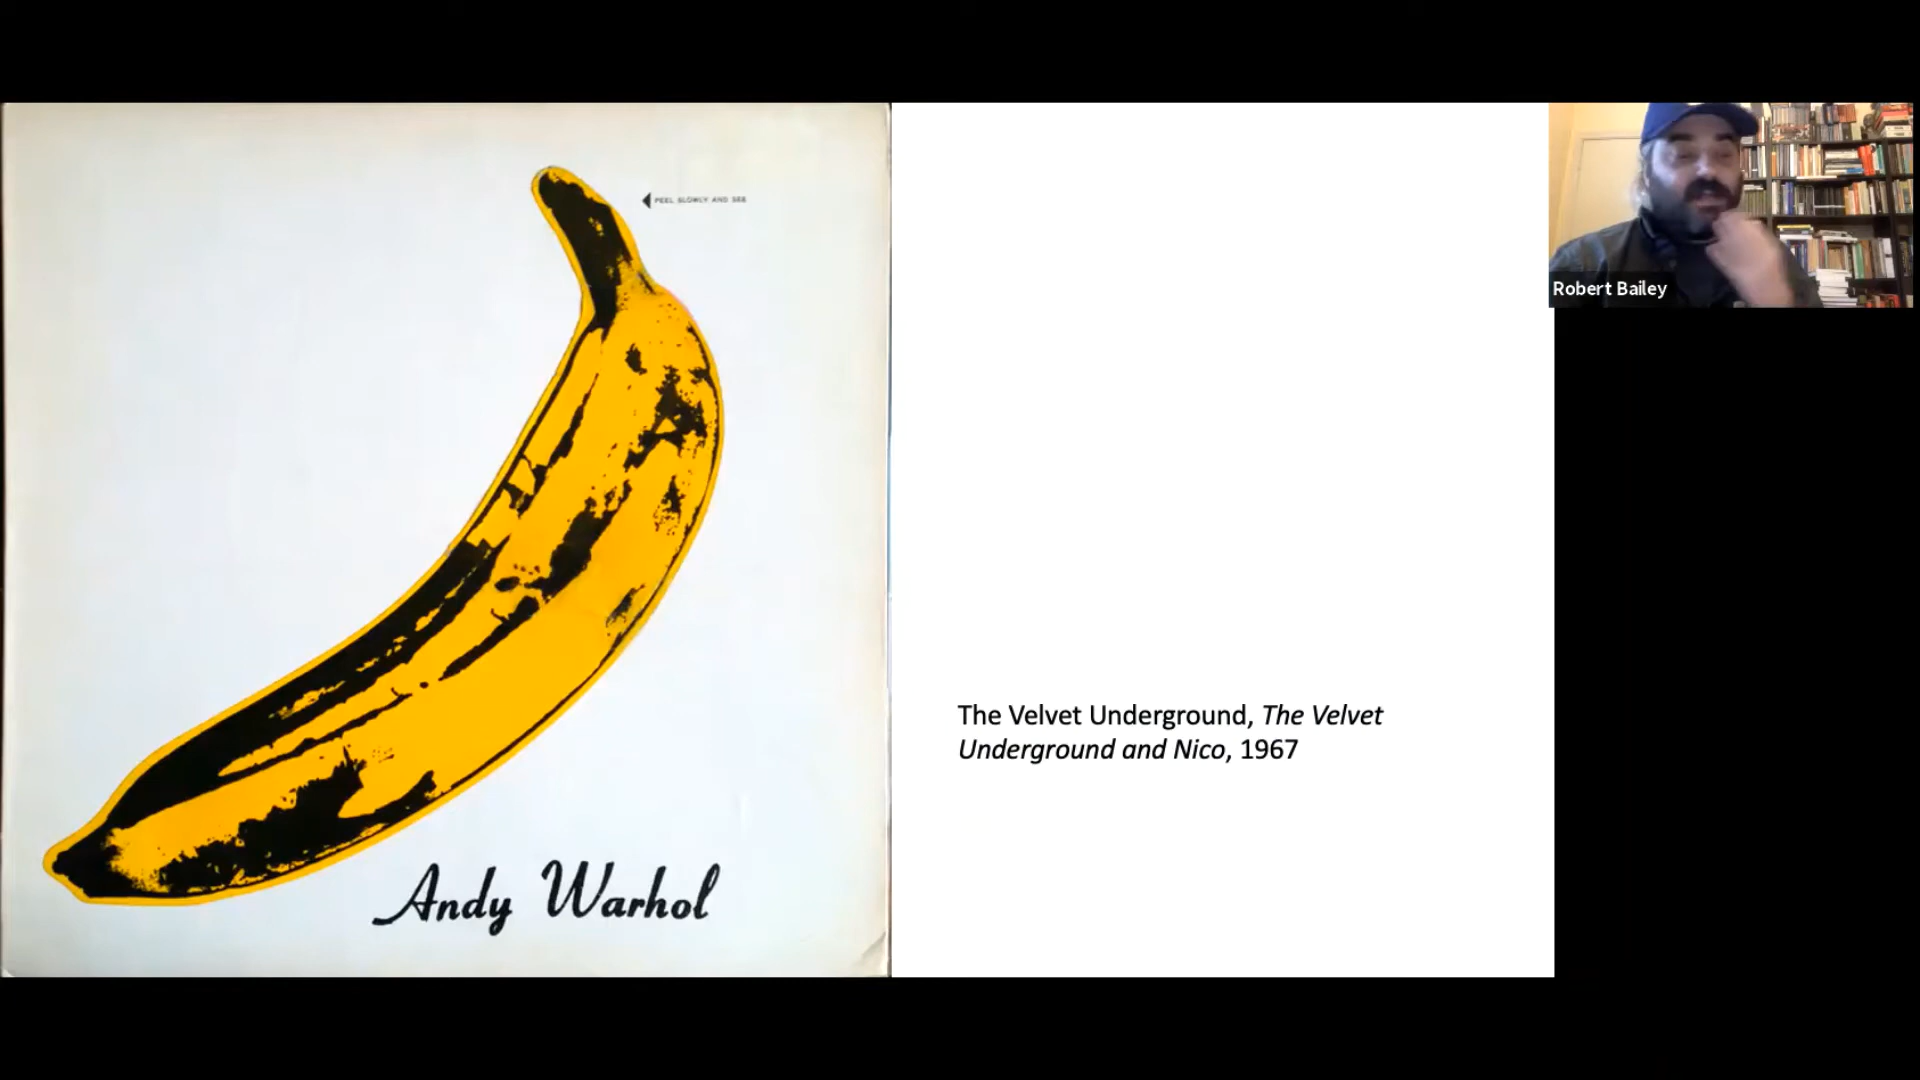 PEEL SLOWLY AND SEE
Andy Warhol
The Velvet Underground, The Velvet
Underground and Nico, 1967
Robert Bailey